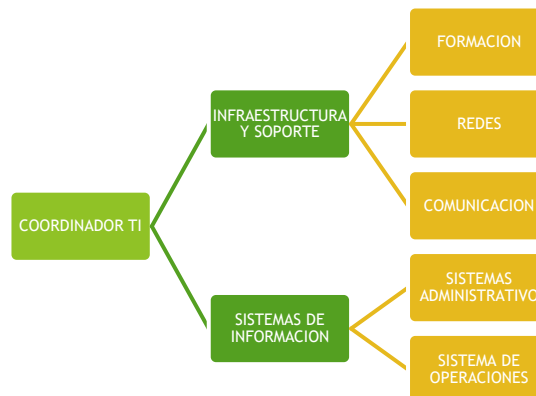 FORMACION
INFRAESTRUCTURA
Y SOPORTE
REDES
COMUNICACION
COORDINADOR TI
SISTEMAS
ADMINISTRATIVO
SISTEMAS DE
INFORMACION
SISTEMA DE
OPERACIONES